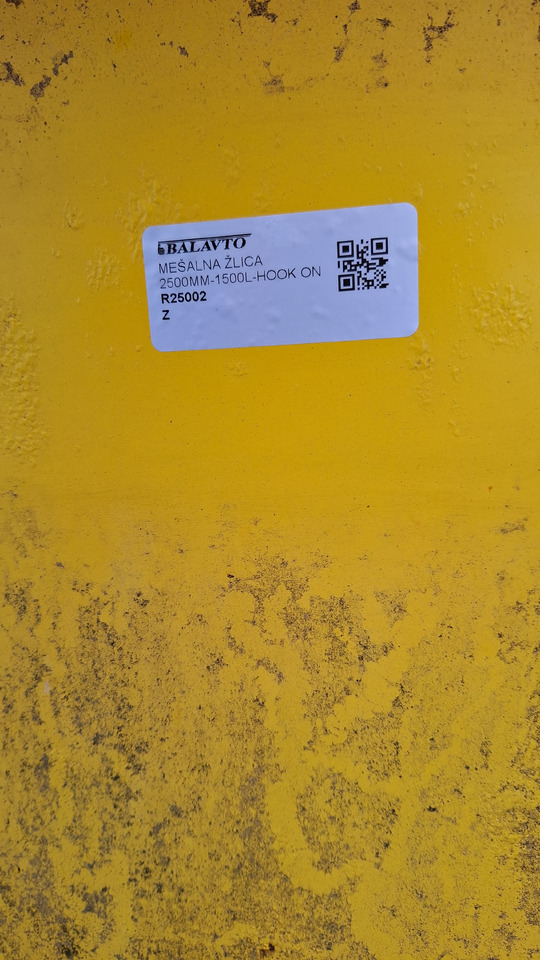 BALAVTO
MEŠALNA ŽLICA
2500MM-1500L-HOOK ON
R25002
Z